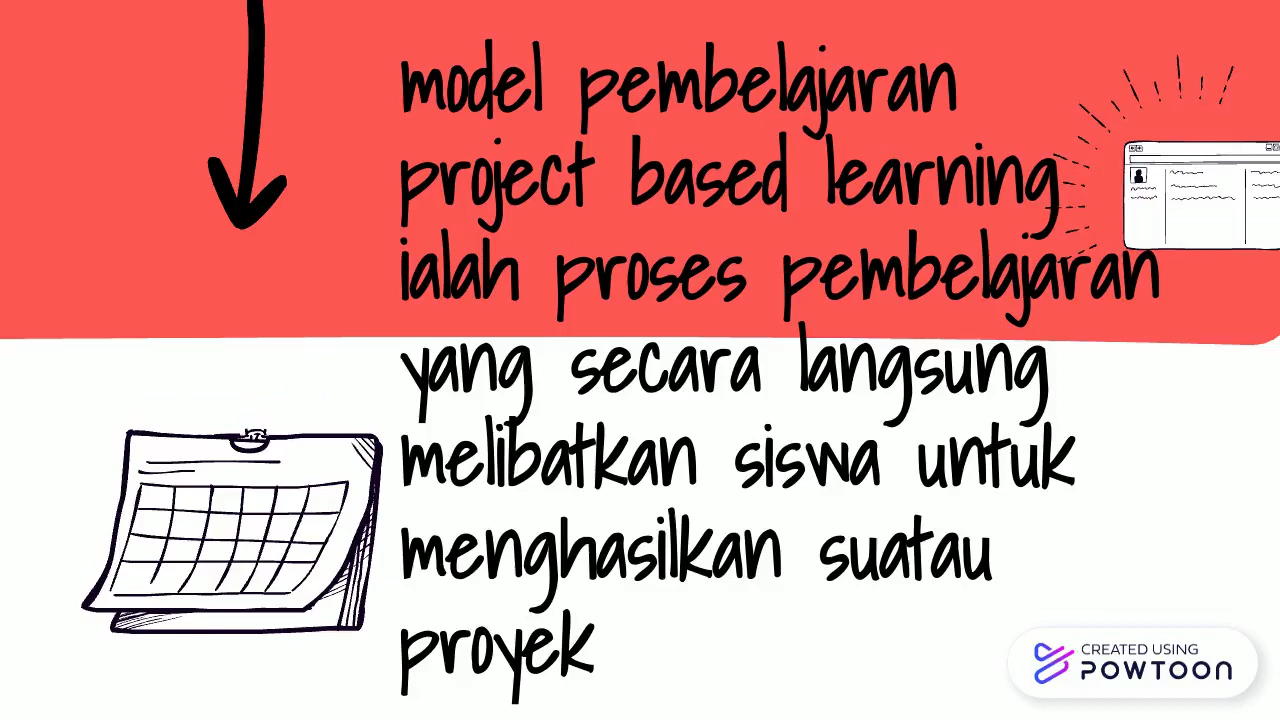 model pembelajaran
project based learning
ialah proses pembelajaran
yang secara langsung
melibatkan siswa untuk
menghasilkan suatau
proyek
CREATED USING
POWTOON